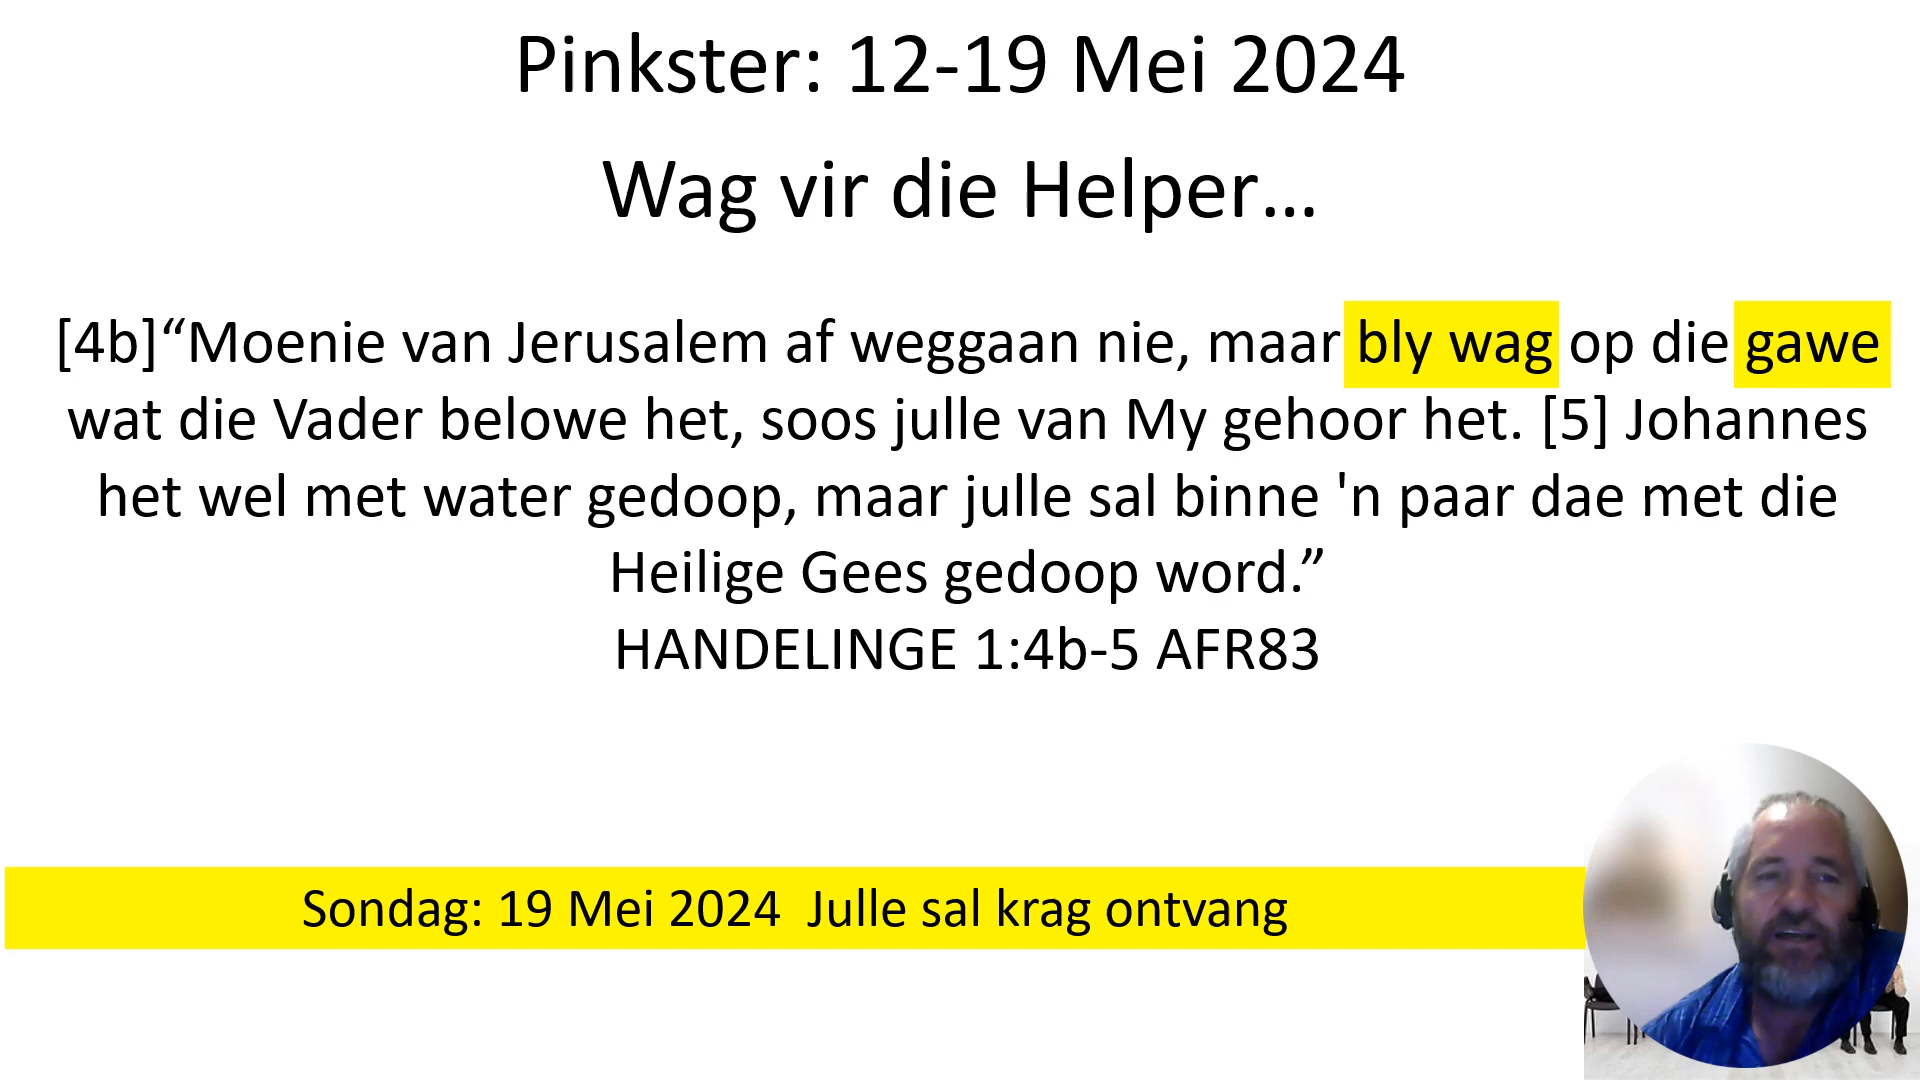 Pinkster: 12-19 Mei 2024
Wag vir die Helper…
[4b]“Moenie van Jerusalem af weggaan nie, maar bly wag op die gawe
wat die Vader belowe het, soos julle van My gehoor het. [5] Johannes
het wel met water gedoop, maar julle sal binne 'n paar dae met die
Heilige Gees gedoop word.”
HANDELINGE 1:4b-5 AFR83
Sondag: 19 Mei 2024  Julle sal krag ontvang